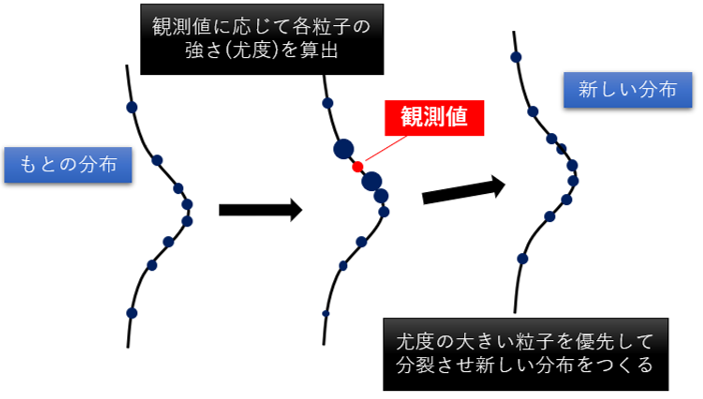 観測値に応じて各粒子の
強さ(尤度)を算出
もとの分布
観測値
新しい分布
尤度の大きい粒子を優先して
分裂させ新しい分布をつくる